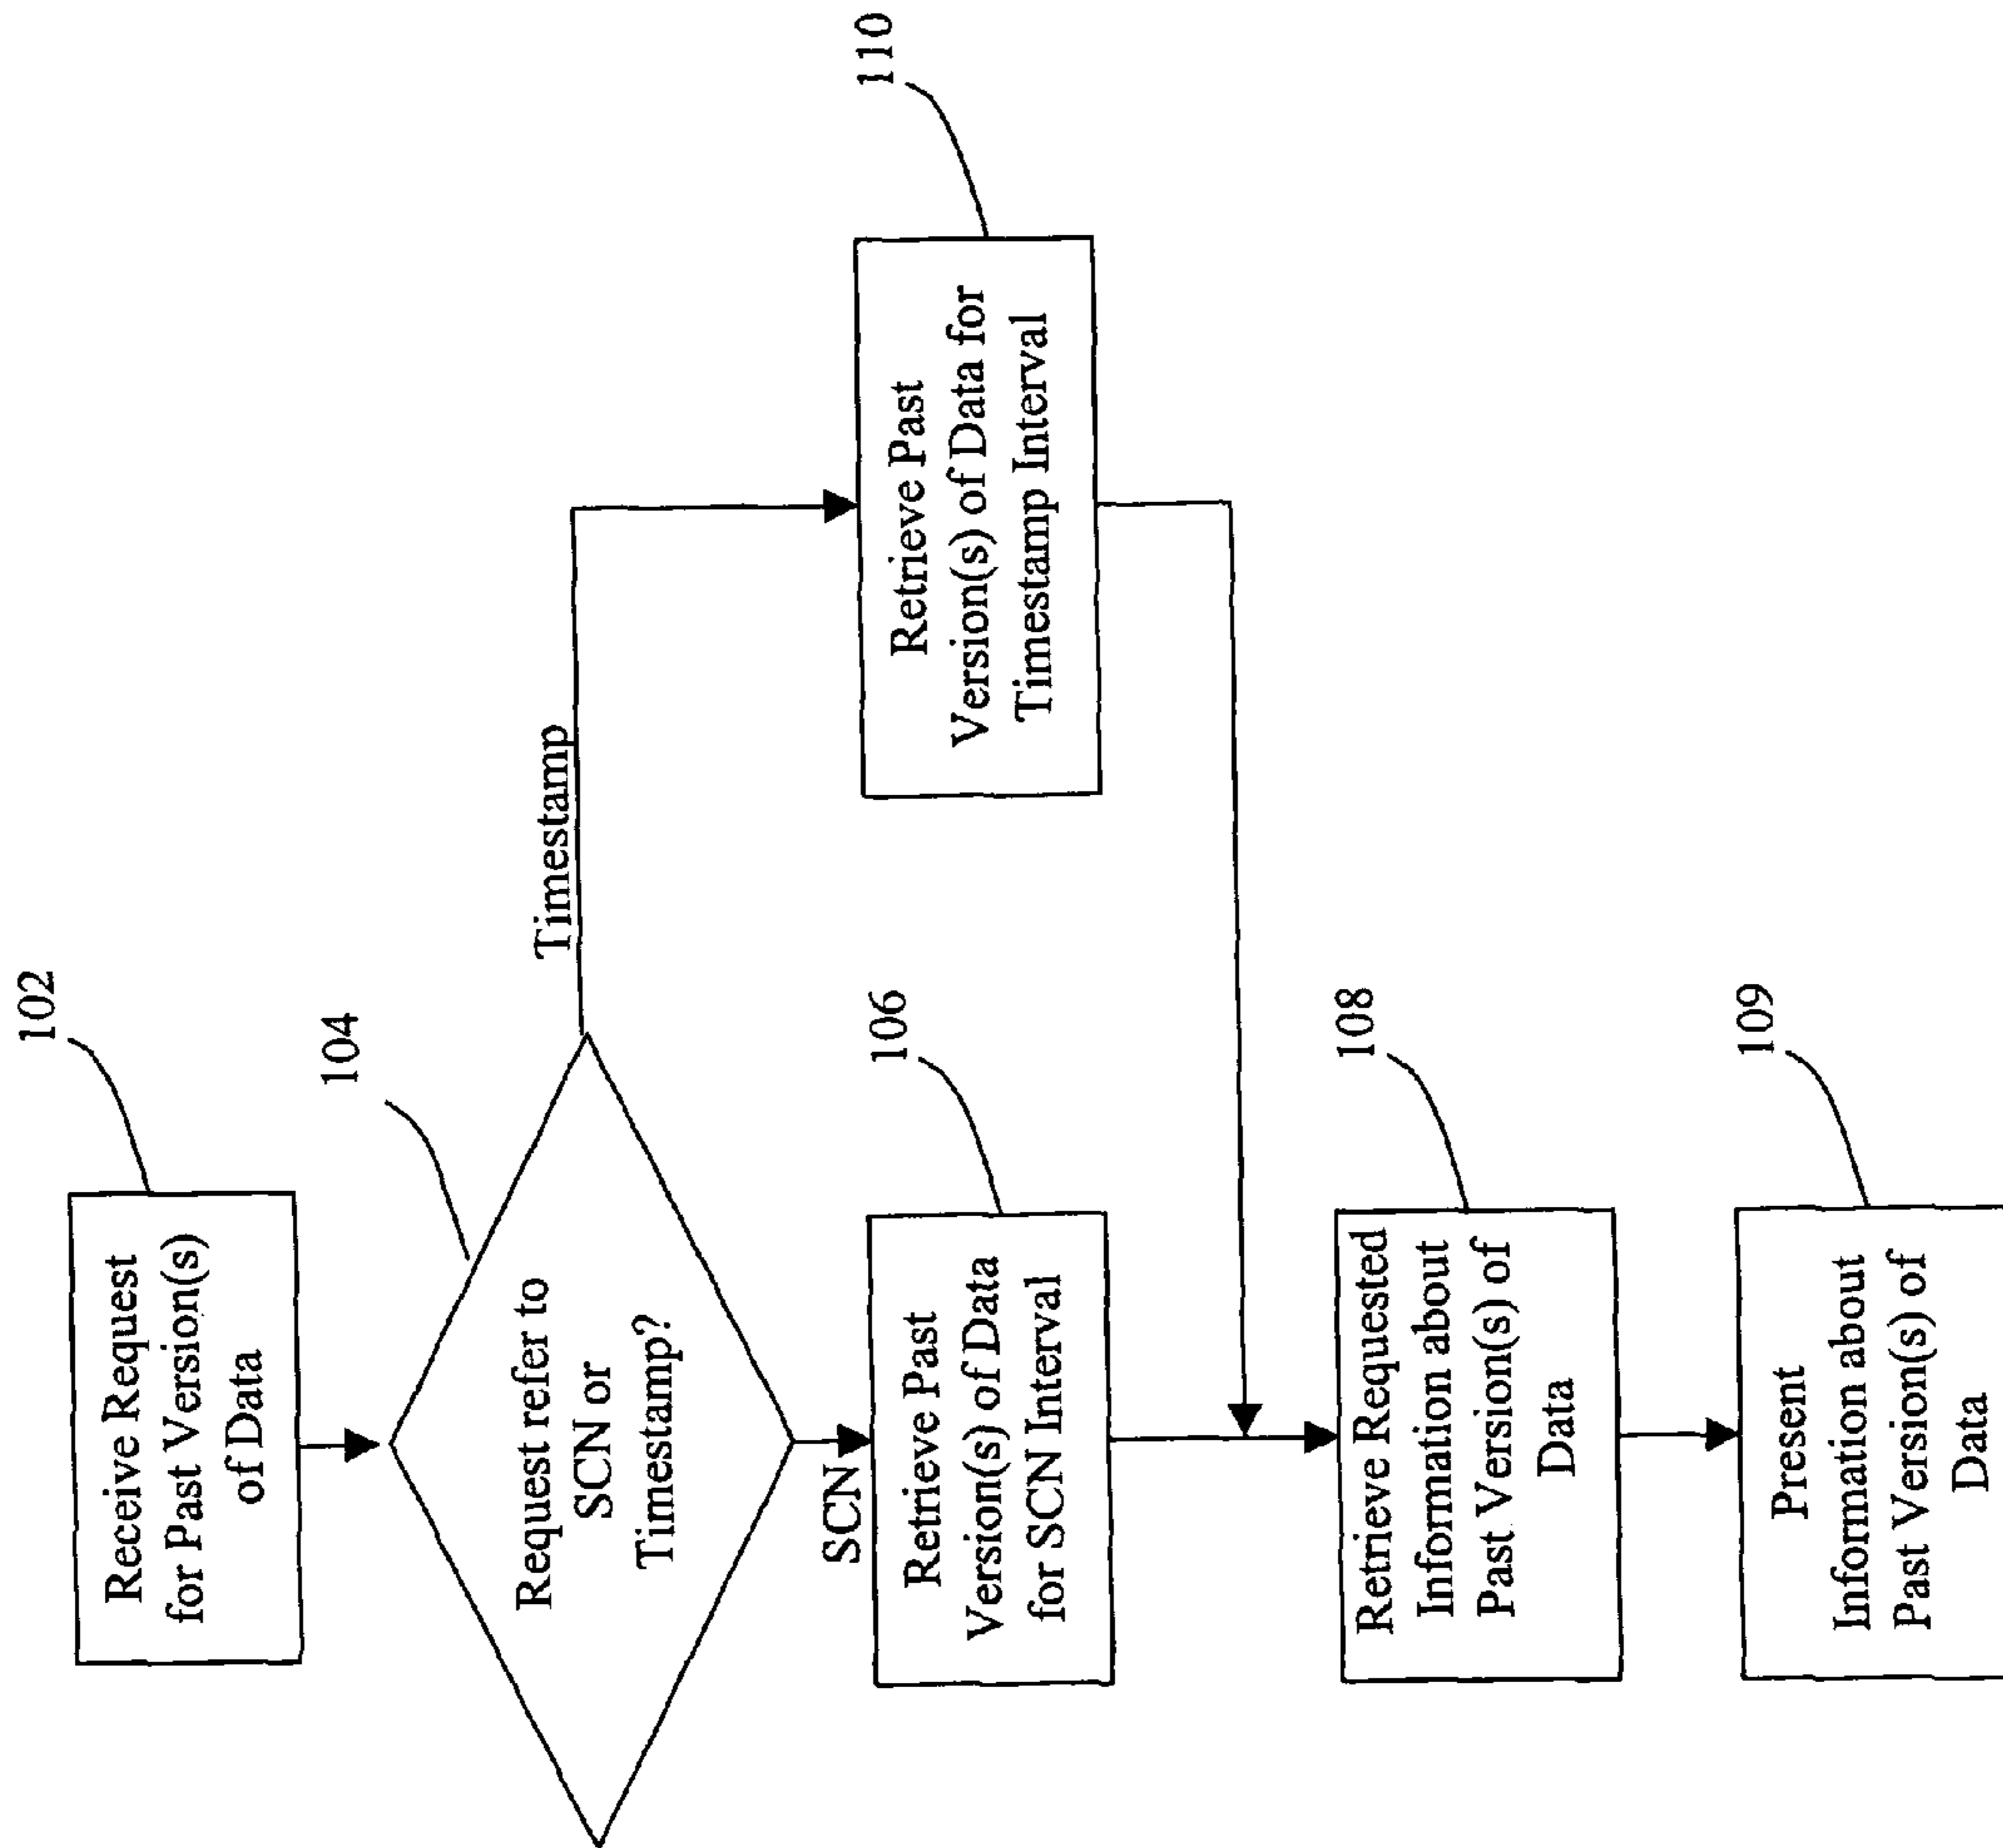 102
Receive Request
for Past Version(s)
of Data
104
Request refer to
SCN or
Timestamp?
Timestamp
SCN
106
Retrieve Past
Version(s) of Data
for SCN Interval
110
Retrieve Past
Version(s) of Data for
Timestamp Interval
108
Retrieve Requested
Information about
Past Version(s) of
Data
109
Present
Information about
Past Version(s) of
Data